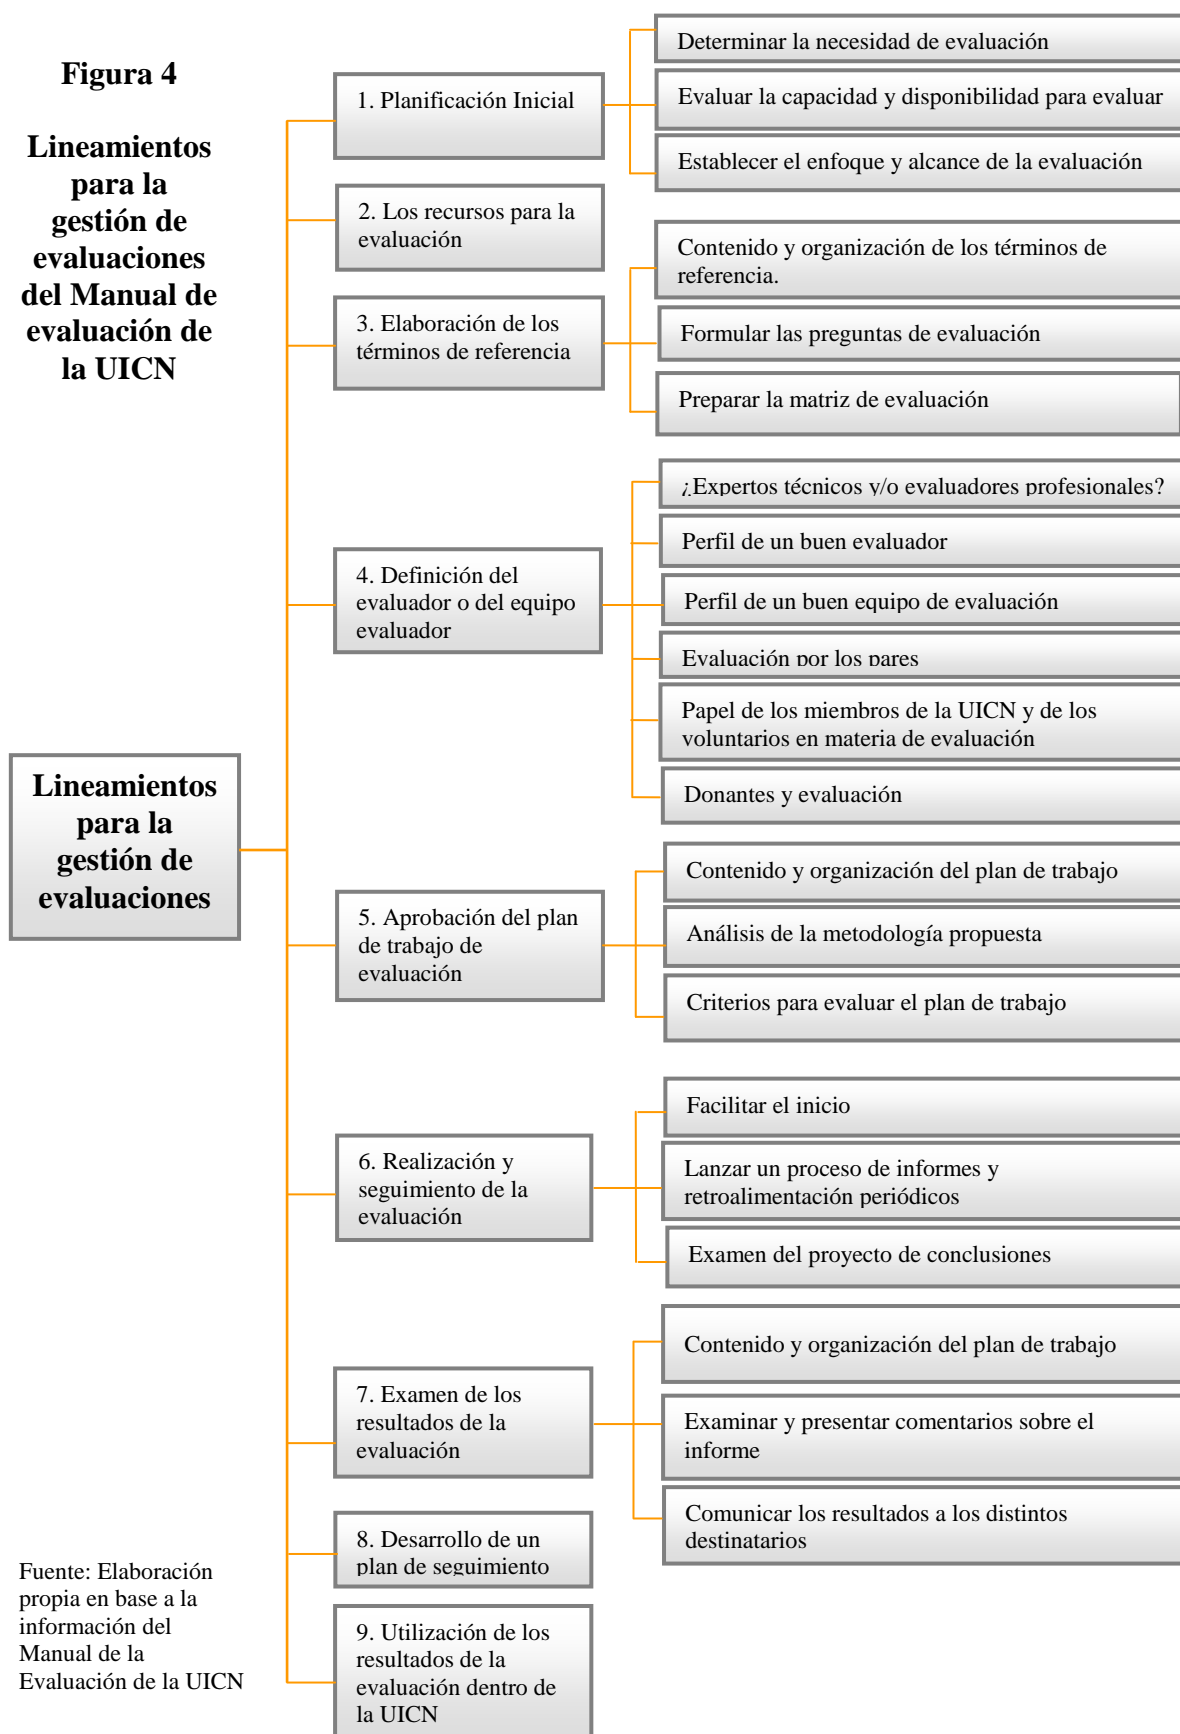 Figura 4
Lineamientos
para la
gestión de
evaluaciones
del Manual de
evaluación de
la UICN
Lineamientos
para la
gestión de
evaluaciones
1. Planificación Inicial
Determinar la necesidad de evaluación
Evaluar la capacidad y disponibilidad para evaluar
Establecer el enfoque y alcance de la evaluación
2. Los recursos para la
evaluación
3. Elaboración de los
términos de referencia
Contenido y organización de los términos de
referencia.
Formular las preguntas de evaluación
Preparar la matriz de evaluación
4. Definición del
evaluador o del equipo
evaluador
¿Expertos técnicos y/o evaluadores profesionales?
Perfil de un buen evaluador
Perfil de un buen equipo de evaluación
Evaluación por los pares
Papel de los miembros de la UICN y de los
voluntarios en materia de evaluación
Donantes y evaluación
5. Aprobación del plan
de trabajo de
evaluación
Contenido y organización del plan de trabajo
Análisis de la metodología propuesta
Criterios para evaluar el plan de trabajo
6. Realización y
seguimiento de la
evaluación
Facilitar el inicio
Lanzar un proceso de informes y
retroalimentación periódicos
Examen del proyecto de conclusiones
7. Examen de los
resultados de la
evaluación
Contenido y organización del plan de trabajo
Examinar y presentar comentarios sobre el
informe
Comunicar los resultados a los distintos
destinatarios
8. Desarrollo de un
plan de seguimiento
9. Utilización de los
resultados de la
evaluación dentro de
la UICN
Fuente: Elaboración
propia en base a la
información del
Manual de la
Evaluación de la UICN